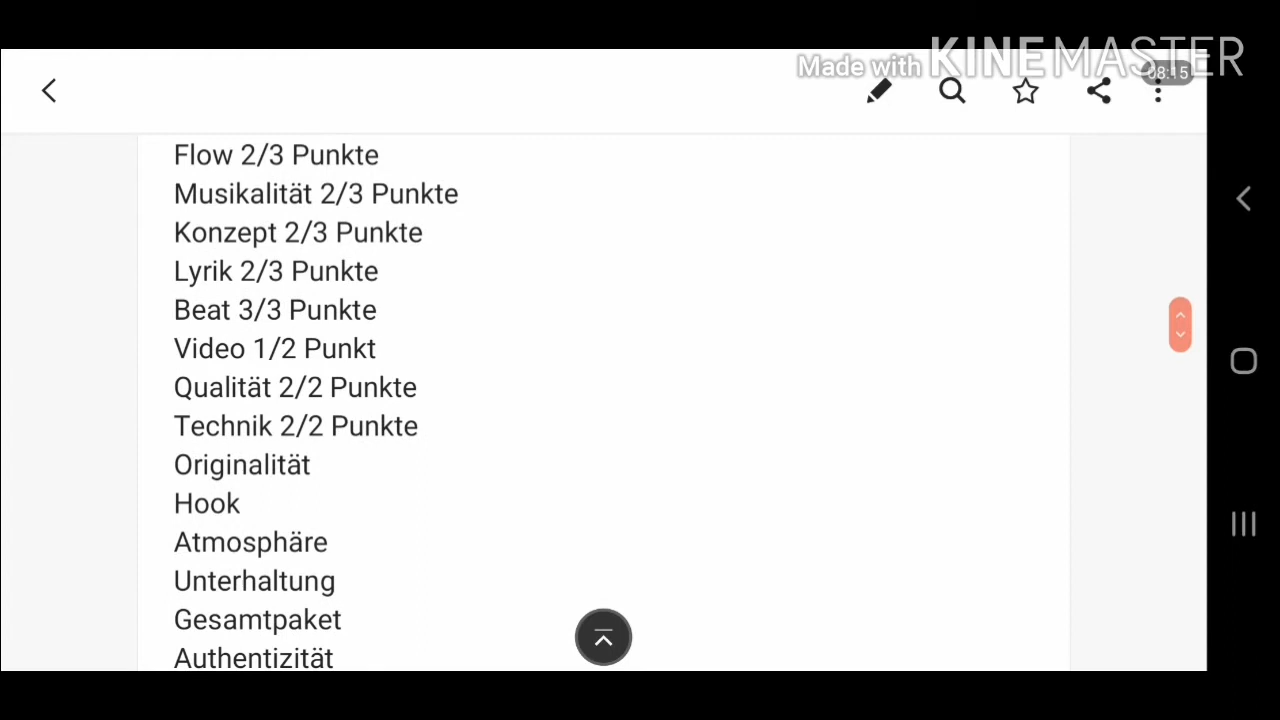 Made with KINEMASTER
08:15
Flow 2/3 Punkte
Musikalität 2/3 Punkte
Konzept 2/3 Punkte
Lyrik 2/3 Punkte
Beat 3/3 Punkte
Video 1/2 Punkt
Qualität 2/2 Punkte
Technik 2/2 Punkte
Originalität
Hook
Atmosphäre
Unterhaltung
Gesamtpaket
Authentizität